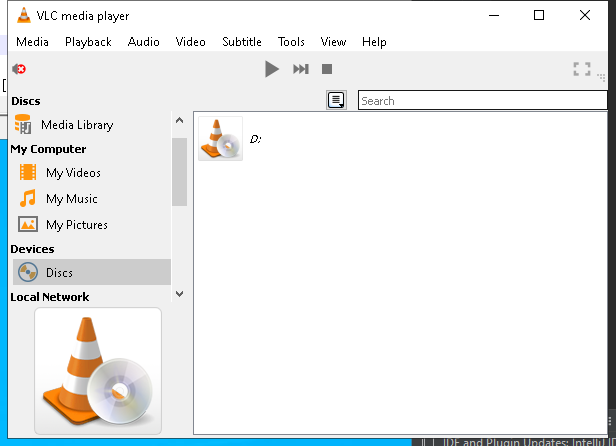 VLC media player
Media Playback Audio Video Subtitle Tools View Help
Discs
Search
Media Library
D:
My Computer
My Videos
My Music
My Pictures
Devices
Discs
Local Network
IDE and Plugin Updates: IntelliJ